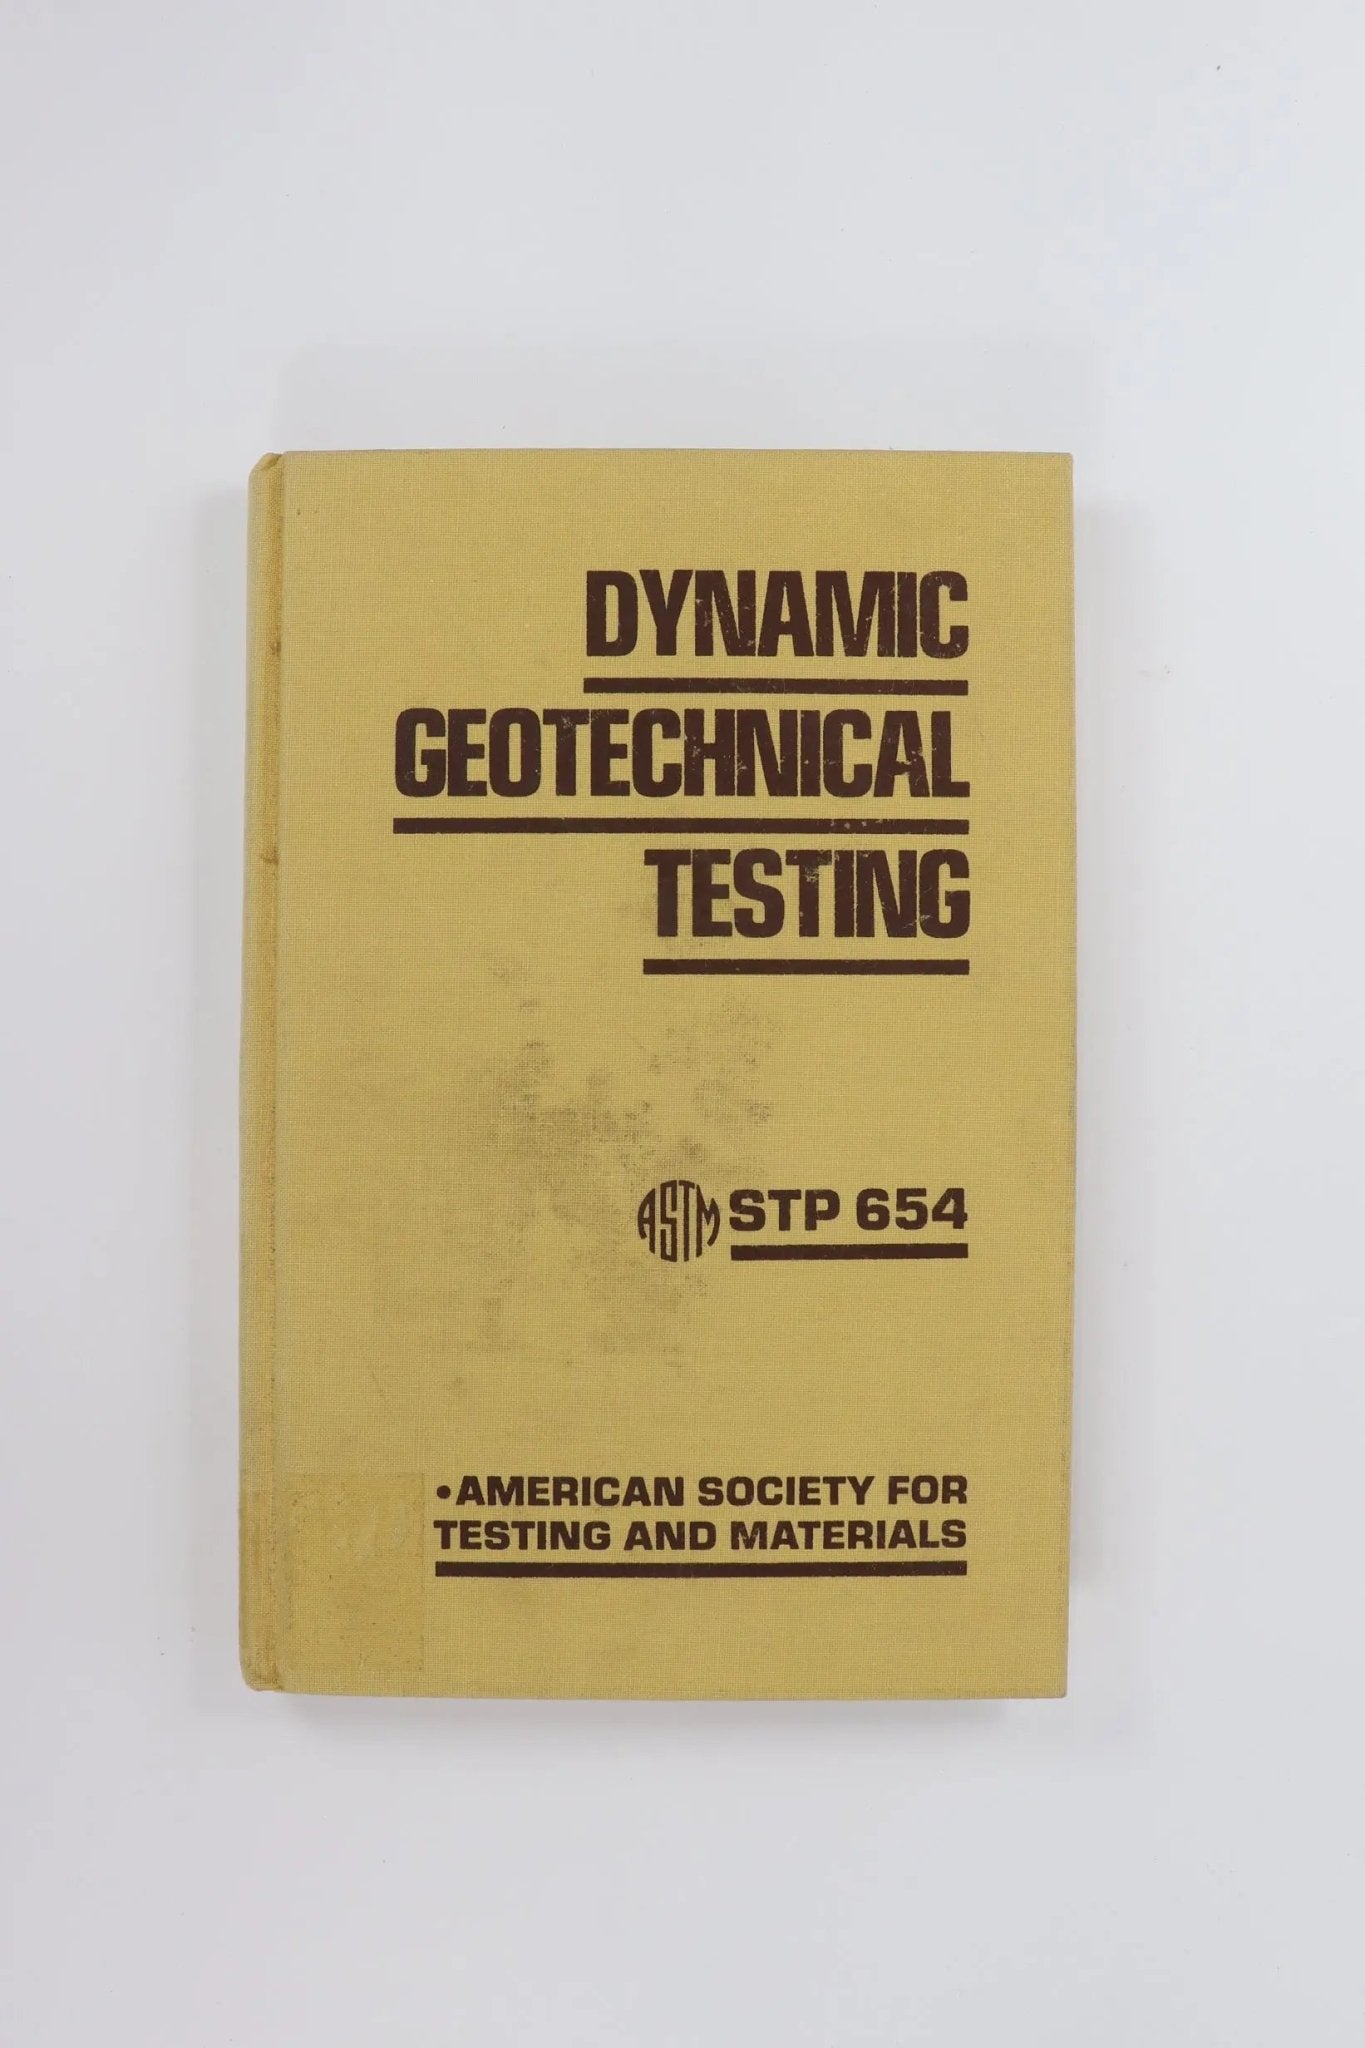 DYNAMIC
GEOTECHNICAL
TESTING
ASTM STP 654
•AMERICAN SOCIETY FOR
TESTING AND MATERIALS